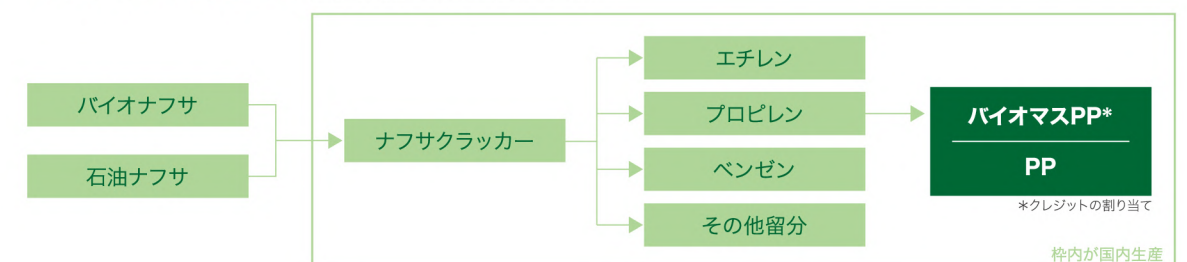 バイオナフサ
石油ナフサ
ナフサクラッカー
エチレン
プロピレン
ベンゼン
その他留分
バイオマスPP*
PP
*クレジットの割り当て
枠内が国内生産